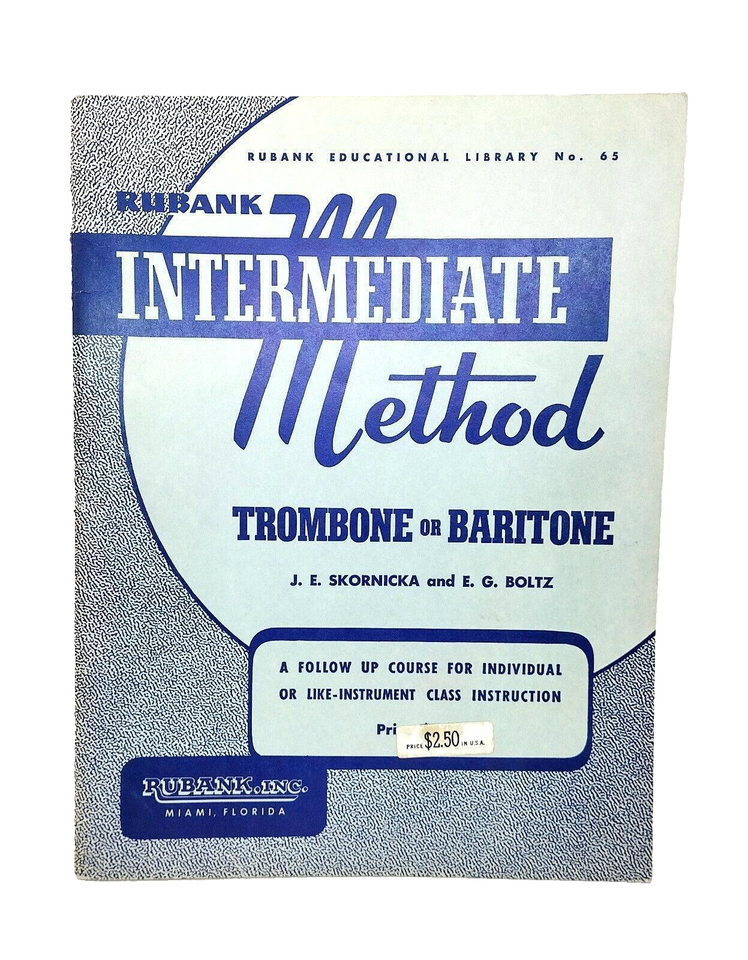 RUBANK EDUCATIONAL LIBRARY No. 65
RUBANK
INTERMEDIATE
Method
TROMBONE OR BARITONE
J. E. SKORNICKA and E. G. BOLTZ
A FOLLOW UP COURSE FOR INDIVIDUAL
OR LIKE-INSTRUMENT CLASS INSTRUCTION
PRICE $2.50 IN U.S.A.
RUBANK, INC.
MIAMI, FLORIDA